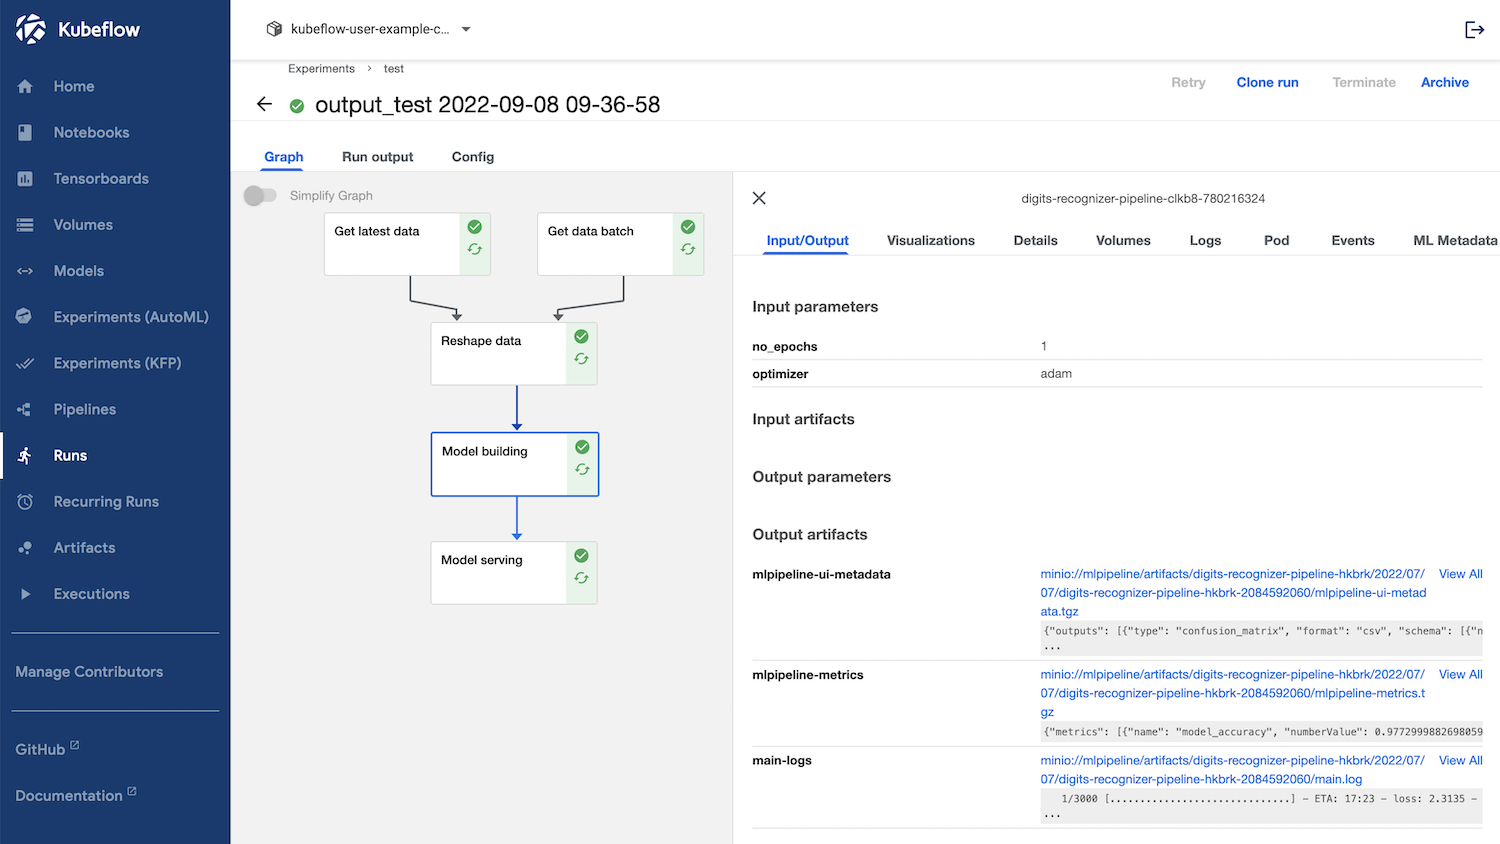 Kubeflow
Home
Notebooks
Tensorboards
Volumes
Models
Experiments (AutoML)
Experiments (KFP)
Pipelines
Runs
Recurring Runs
Artifacts
Executions
Manage Contributors
GitHub
Documentation
kubeflow-user-example-c...
Experiments > test
output_test 2022-09-08 09-36-58
Retry Clone run Terminate Archive
Graph Run output Config
Simplify Graph
Get latest data
Get data batch
Reshape data
Model building
Model serving
digits-recognizer-pipeline-clkb8-780216324
Input/Output Visualizations Details Volumes Logs Pod Events ML Metadata
Input parameters
no_epochs 1
optimizer adam
Input artifacts
Output parameters
Output artifacts
mlpipeline-ui-metadata minio://mlpipeline/artifacts/digits-recognizer-pipeline-hkbrk/2022/07/ View All
07/digits-recognizer-pipeline-hkbrk-2084592060/mlpipeline-ui-metad
ata.tgz
{"outputs": [{"type": "confusion_matrix", "format": "csv", "schema": [{"n
...
mlpipeline-metrics minio://mlpipeline/artifacts/digits-recognizer-pipeline-hkbrk/2022/07/ View All
07/digits-recognizer-pipeline-hkbrk-2084592060/mlpipeline-metrics.t
gz
{"metrics": [{"name": "model_accuracy", "numberValue": 0.9772999882698059
main-logs minio://mlpipeline/artifacts/digits-recognizer-pipeline-hkbrk/2022/07/ View All
07/digits-recognizer-pipeline-hkbrk-2084592060/main.log
1/3000 [..............................] - ETA: 17:23 - loss: 2.3135 -
...